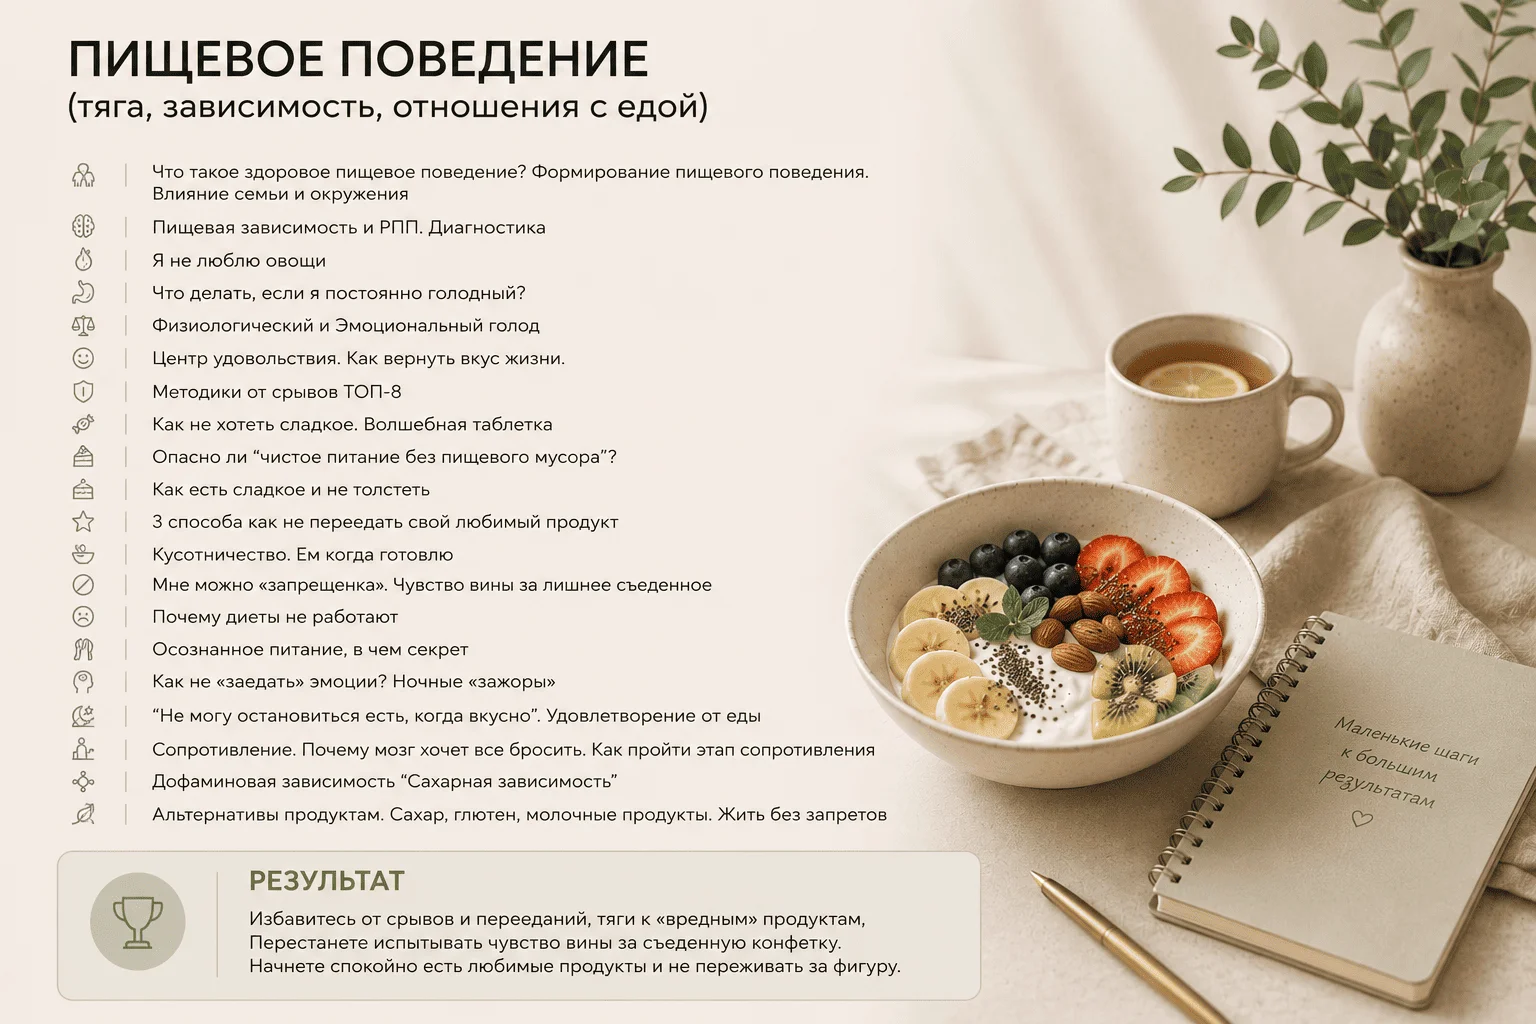 ПИЩЕВОЕ ПОВЕДЕНИЕ
(тяга, зависимость, отношения с едой)
Что такое здоровое пищевое поведение? Формирование пищевого поведения.
Влияние семьи и окружения
Пищевая зависимость и РПП. Диагностика
Я не люблю овощи
Что делать, если я постоянно голодный?
Физиологический и Эмоциональный голод
Центр удовольствия. Как вернуть вкус жизни.
Методики от срывов ТОП-8
Как не хотеть сладкое. Волшебная таблетка
Опасно ли “чистое питание без пищевого мусора”?
Как есть сладкое и не толстеть
3 способа как не переедать свой любимый продукт
Кусотничество. Ем когда готовлю
Мне можно «запрещенка». Чувство вины за лишнее съеденное
Почему диеты не работают
Осознанное питание, в чем секрет
Как не «заедать» эмоции? Ночные «зажоры»
“Не могу остановиться есть, когда вкусно”. Удовлетворение от еды
Сопротивление. Почему мозг хочет все бросить. Как пройти этап сопротивления
Дофаминовая зависимость “Сахарная зависимость”
Альтернативы продуктам. Сахар, глютен, молочные продукты. Жить без запретов
РЕЗУЛЬТАТ
Избавитесь от срывов и перееданий, тяги к «вредным» продуктам,
Перестанете испытывать чувство вины за съеденную конфетку.
Начнете спокойно есть любимые продукты и не переживать за фигуру.
Маленькие шаги
к большим
результатам